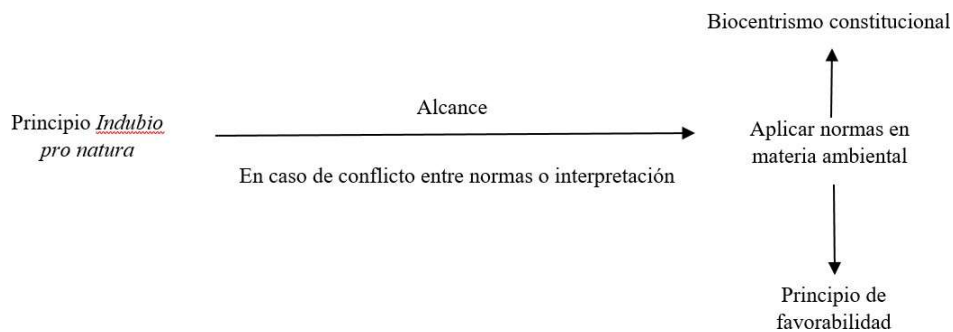 Biocentrismo constitucional
Alcance
Principio Indubio
pro natura
Aplicar normas en
materia ambiental
En caso de conflicto entre normas o interpretación
Principio de
favorabilidad